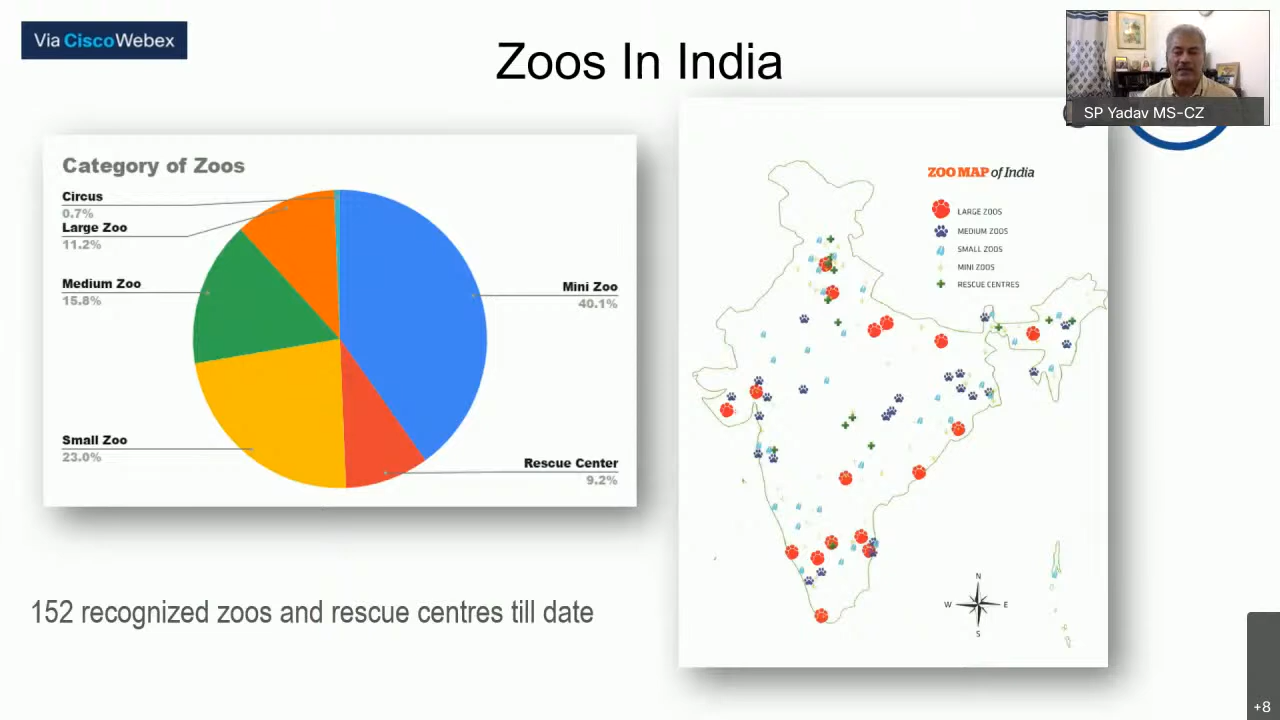 Via Cisco Webex
Zoos In India
SP Yadav MS-CZ
Category of Zoos
Circus
0.7%
Large Zoo
11.2%
Medium Zoo
15.8%
Small Zoo
23.0%
Mini Zoo
40.1%
Rescue Center
9.2%
152 recognized zoos and rescue centres till date
ZOO MAP of India
LARGE ZOOS
MEDIUM ZOOS
SMALL ZOOS
MINI ZOOS
RESCUE CENTRES
N
W E
S
+8